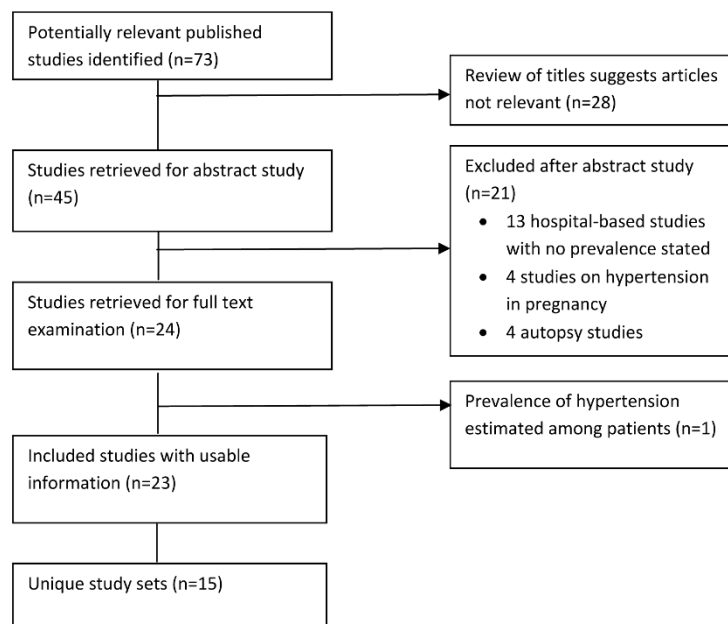 Potentially relevant published
studies identified (n=73)
Review of titles suggests articles
not relevant (n=28)
Studies retrieved for abstract study
(n=45)
Excluded after abstract study
(n=21)
• 13 hospital-based studies
with no prevalence stated
• 4 studies on hypertension
in pregnancy
• 4 autopsy studies
Studies retrieved for full text
examination (n=24)
Prevalence of hypertension
estimated among patients (n=1)
Included studies with usable
information (n=23)
Unique study sets (n=15)